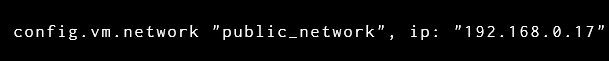 config.vm.network "public_network", ip: "192.168.0.17"